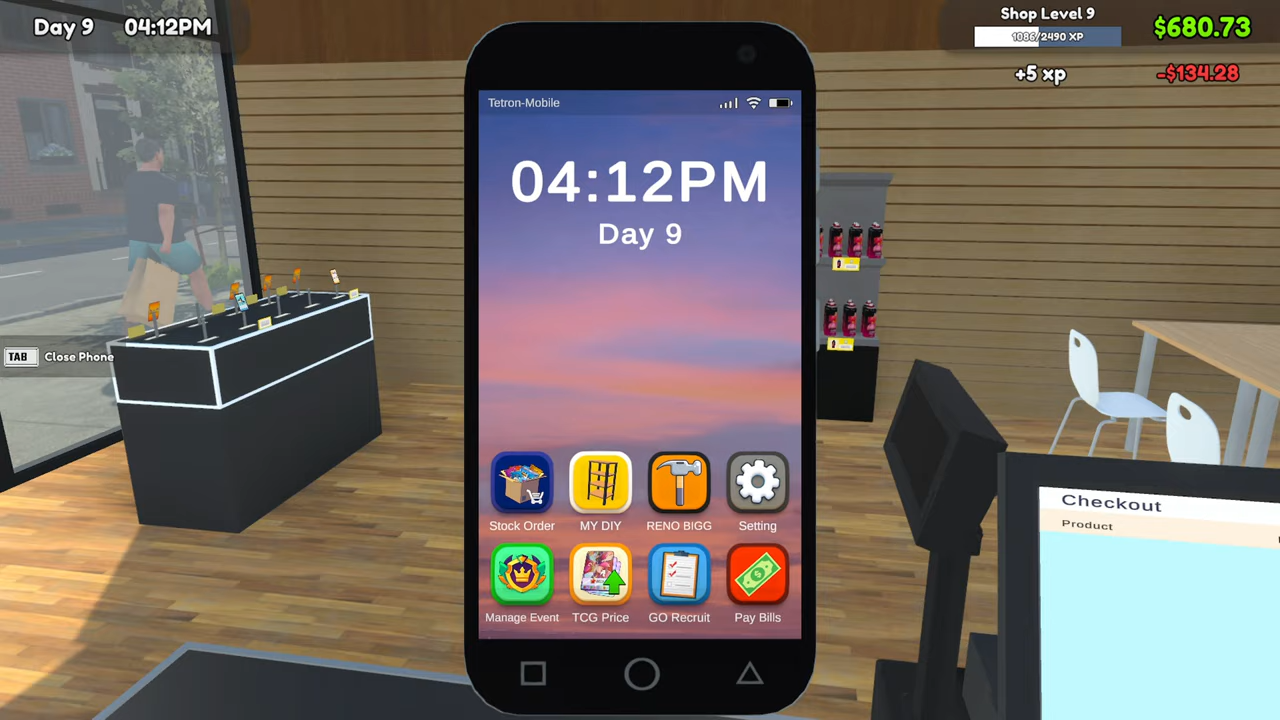 Day 9 04:12PM
Shop Level 9
1086/2490 XP
$680.73
+5 xp
-$134.28
Tetron-Mobile
04:12PM
Day 9
TAB Close Phone
Stock Order MY DIY RENO BIGG Setting
Manage Event TCG Price GO Recruit Pay Bills
Checkout
Product